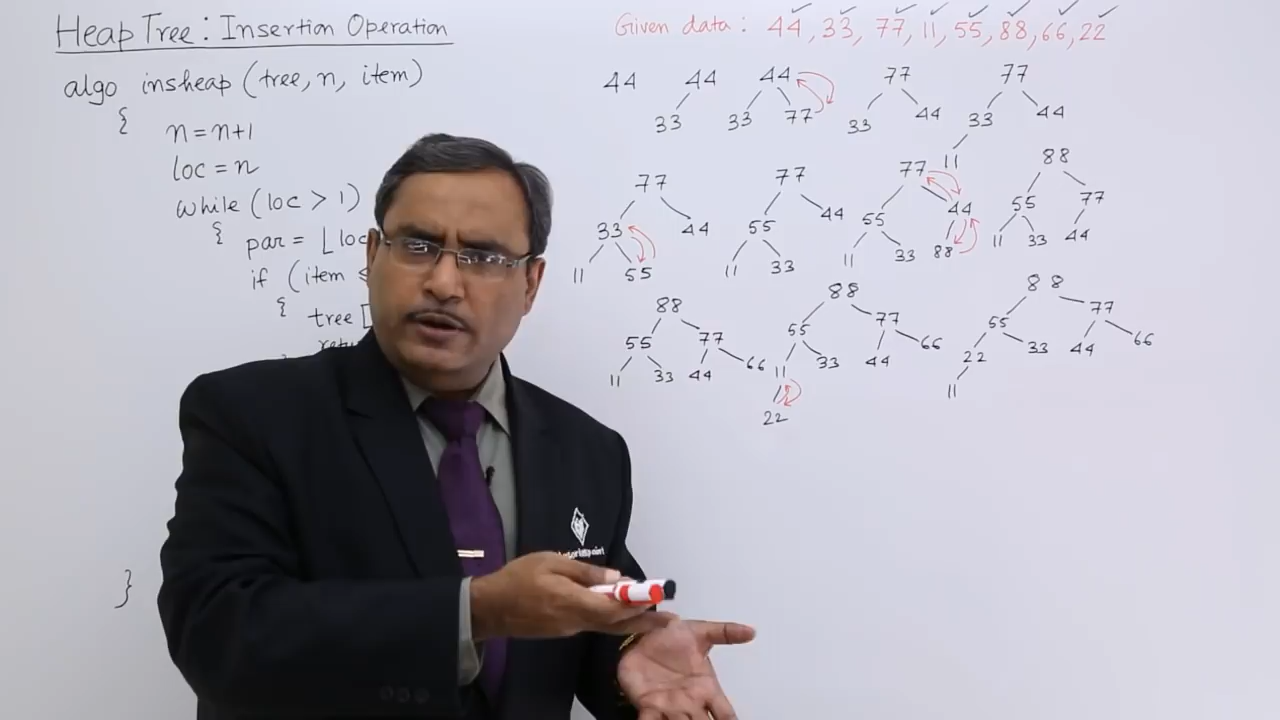 Heap Tree : Insertion Operation
algo insheap (tree, n, item)
{
n = n+1
loc = n
while (loc > 1)
{ par = ⌊loc
if (item ≤
{ tree [
}
Given data : 44, 33, 77, 11, 55, 88, 66, 22
44 44 44 77 77
33 33 77 33 44 33 44
11
77 77 77 88
33 44 55 44 55 44 55 77
11 55 11 33 11 33 88 11 33 44
88 88 88
55 77 55 77 55 77
11 33 44 66 11 33 44 66 22 33 44 66
22 11